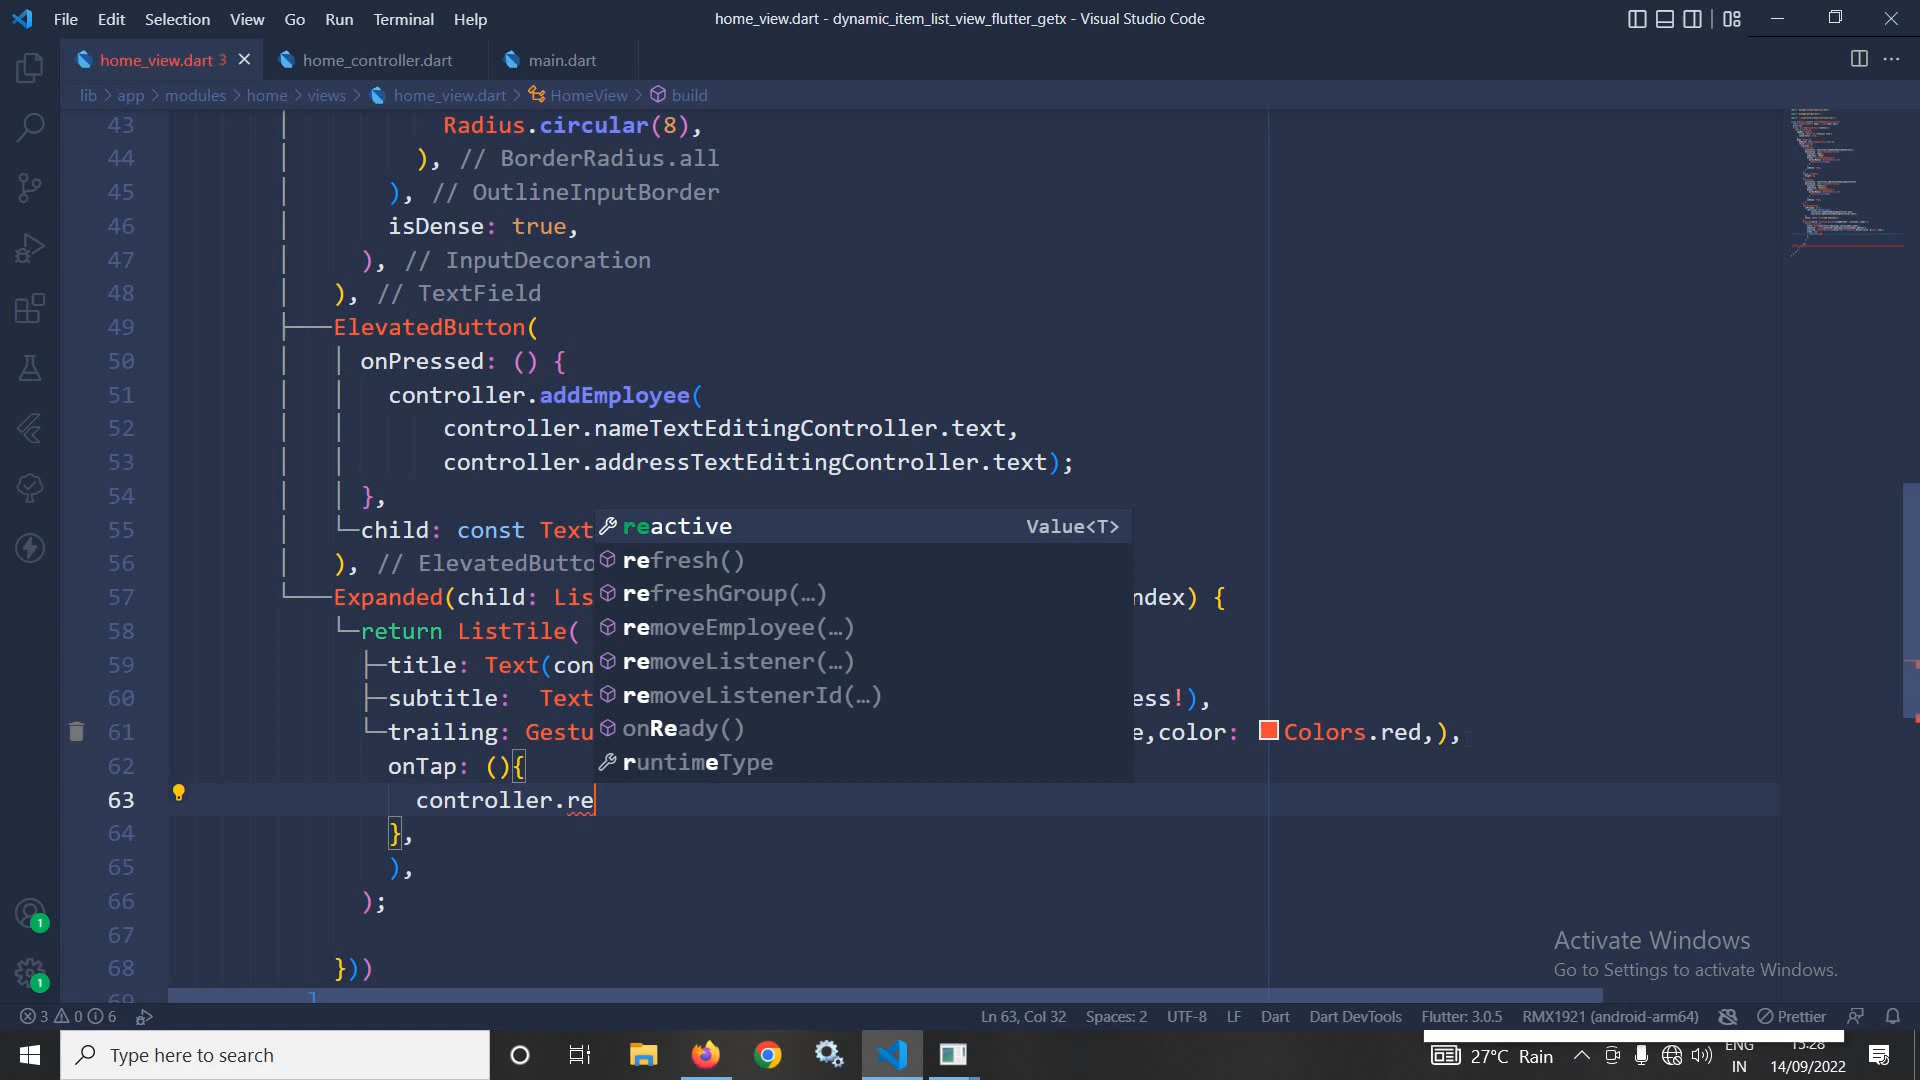 File Edit Selection View Go Run Terminal Help
home_view.dart - dynamic_item_list_view_flutter_getx - Visual Studio Code
home_view.dart 3 home_controller.dart main.dart
lib > app > modules > home > views > home_view.dart > HomeView > build
43 Radius.circular(8),
44 ), // BorderRadius.all
45 ), // OutlineInputBorder
46 isDense: true,
47 ), // InputDecoration
48 ), // TextField
49 ElevatedButton(
50 onPressed: () {
51 controller.addEmployee(
52 controller.nameTextEditingController.text,
53 controller.addressTextEditingController.text);
54 },
55 child: const Text
56 ), // ElevatedButto
57 Expanded(child: Lis ndex) {
58 return ListTile(
59 title: Text(con
60 subtitle: Text ess!),
61 trailing: Gestu e,color: Colors.red,),
62 onTap: (){
63 controller.re
64 },
65 ),
66 );
67
68 }))
69 ]
reactive Value<T>
refresh()
refreshGroup(…)
removeEmployee(…)
removeListener(…)
removeListenerId(…)
onReady()
runtimeType
Activate Windows
Go to Settings to activate Windows.
1
1
3 0 6 Ln 63, Col 32 Spaces: 2 UTF-8 LF Dart Dart DevTools Flutter: 3.0.5 RMX1921 (android-arm64) Prettier
Type here to search
27°C Rain
ENG
IN
15:28
14/09/2022